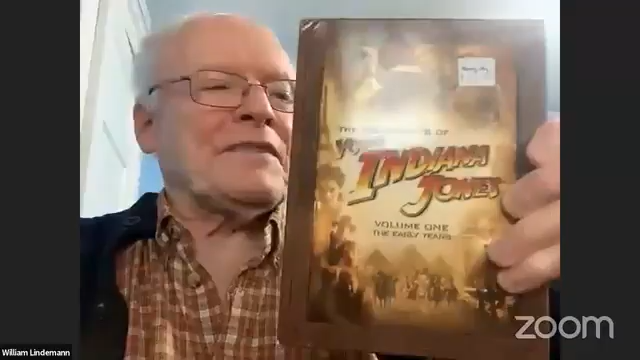 THE
OF
INDIANA
JONES
VOLUME ONE
THE EARLY YEARS
William Lindemann
zoom